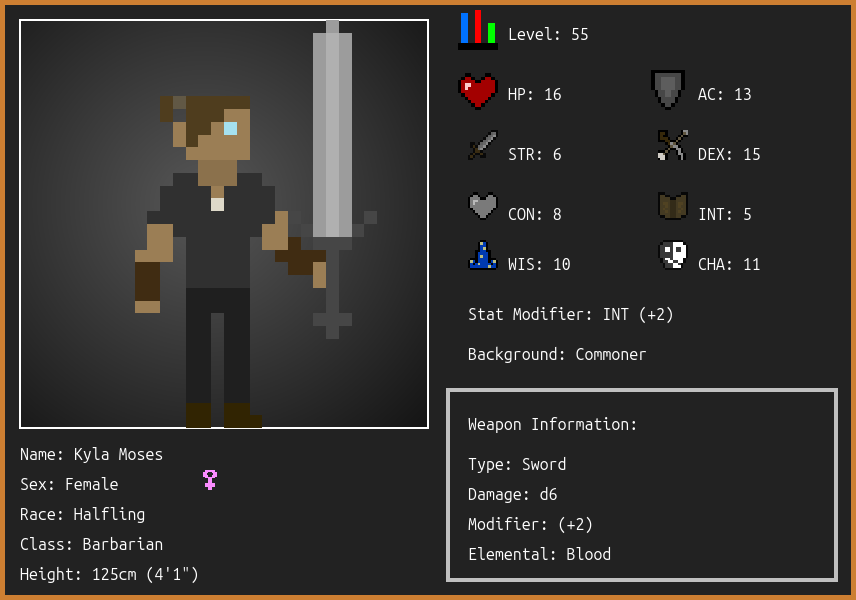 Level: 55
HP: 16
AC: 13
STR: 6
DEX: 15
CON: 8
INT: 5
WIS: 10
CHA: 11
Stat Modifier: INT (+2)
Background: Commoner
Weapon Information:
Type: Sword
Damage: d6
Modifier: (+2)
Elemental: Blood
Name: Kyla Moses
Sex: Female
Race: Halfling
Class: Barbarian
Height: 125cm (4'1")